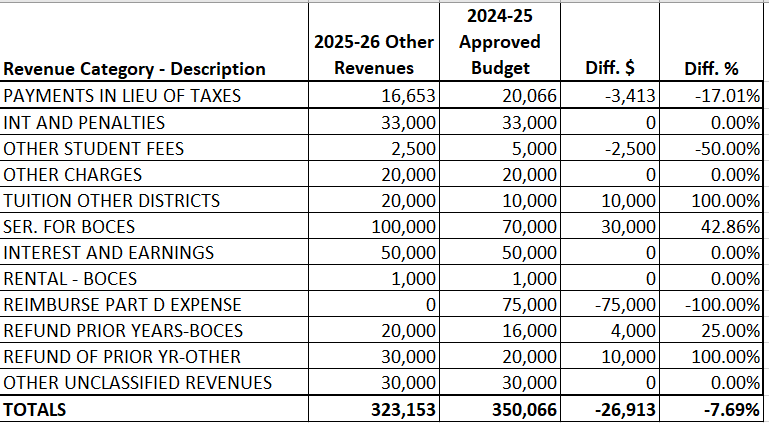 Revenue Category - Description 2025-26 Other Revenues 2024-25 Approved Budget Diff. $ Diff. %
PAYMENTS IN LIEU OF TAXES 16,653 20,066 -3,413 -17.01%
INT AND PENALTIES 33,000 33,000 0 0.00%
OTHER STUDENT FEES 2,500 5,000 -2,500 -50.00%
OTHER CHARGES 20,000 20,000 0 0.00%
TUITION OTHER DISTRICTS 20,000 10,000 10,000 100.00%
SER. FOR BOCES 100,000 70,000 30,000 42.86%
INTEREST AND EARNINGS 50,000 50,000 0 0.00%
RENTAL - BOCES 1,000 1,000 0 0.00%
REIMBURSE PART D EXPENSE 0 75,000 -75,000 -100.00%
REFUND PRIOR YEARS-BOCES 20,000 16,000 4,000 25.00%
REFUND OF PRIOR YR-OTHER 30,000 20,000 10,000 100.00%
OTHER UNCLASSIFIED REVENUES 30,000 30,000 0 0.00%
TOTALS 323,153 350,066 -26,913 -7.69%